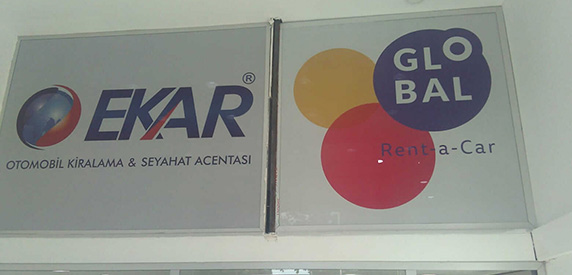 EKAR®
OTOMOBİL KİRALAMA & SEYAHAT ACENTASI
GLO
BAL
Rent-a-Car